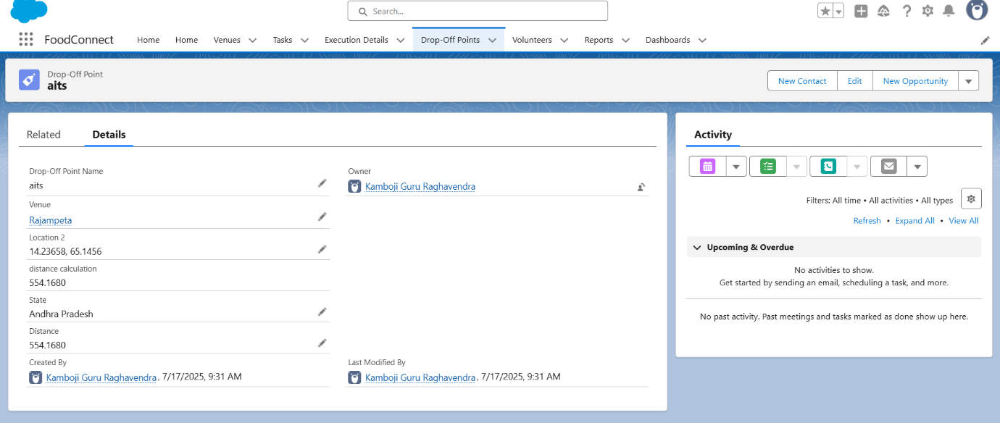 Search...
FoodConnect Home Home Venues Tasks Execution Details Drop-Off Points Volunteers Reports Dashboards
Drop-Off Point
aits
New Contact Edit New Opportunity
Related Details
Drop-Off Point Name
aits
Owner
Kamboji Guru Raghavendra
Venue
Rajampeta
Location 2
14.23658, 65.1456
distance calculation
554.1680
State
Andhra Pradesh
Distance
554.1680
Created By
Kamboji Guru Raghavendra, 7/17/2025, 9:31 AM
Last Modified By
Kamboji Guru Raghavendra, 7/17/2025, 9:31 AM
Activity
Filters: All time • All activities • All types
Refresh • Expand All • View All
Upcoming & Overdue
No activities to show.
Get started by sending an email, scheduling a task, and more.
No past activity. Past meetings and tasks marked as done show up here.